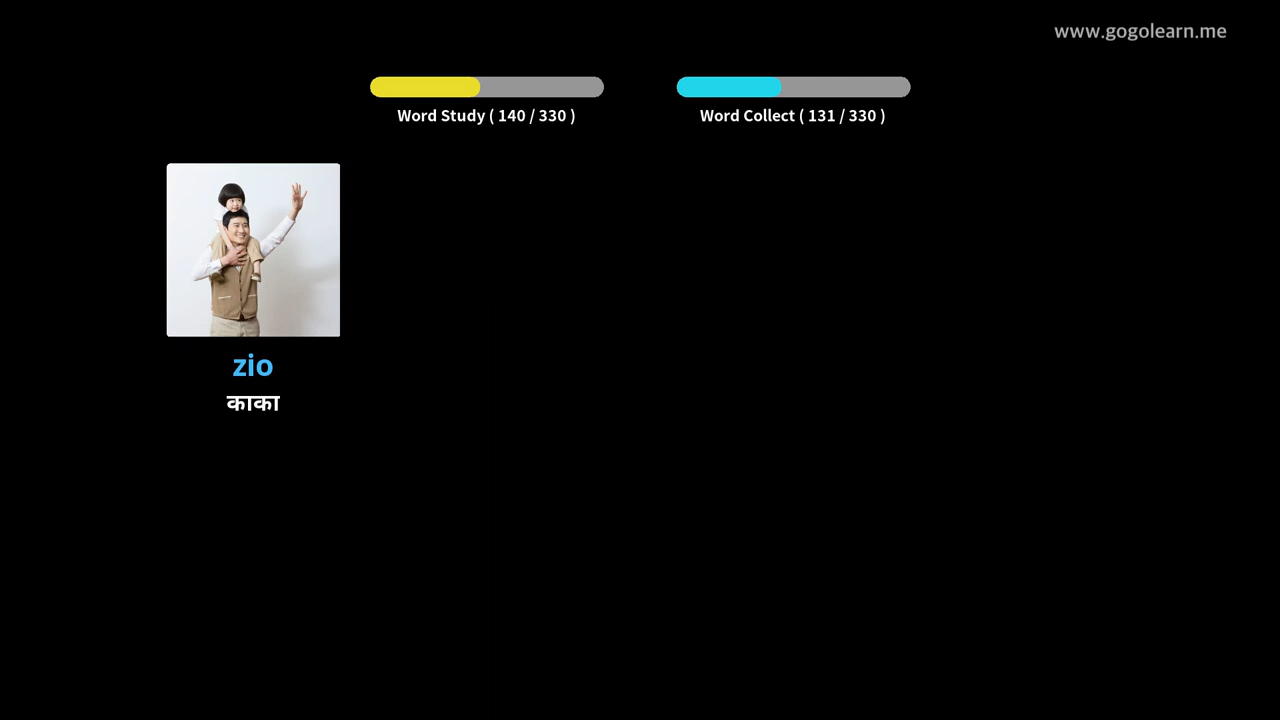 www.gogolearn.me
Word Study ( 140 / 330 )
Word Collect ( 131 / 330 )
zio
काका